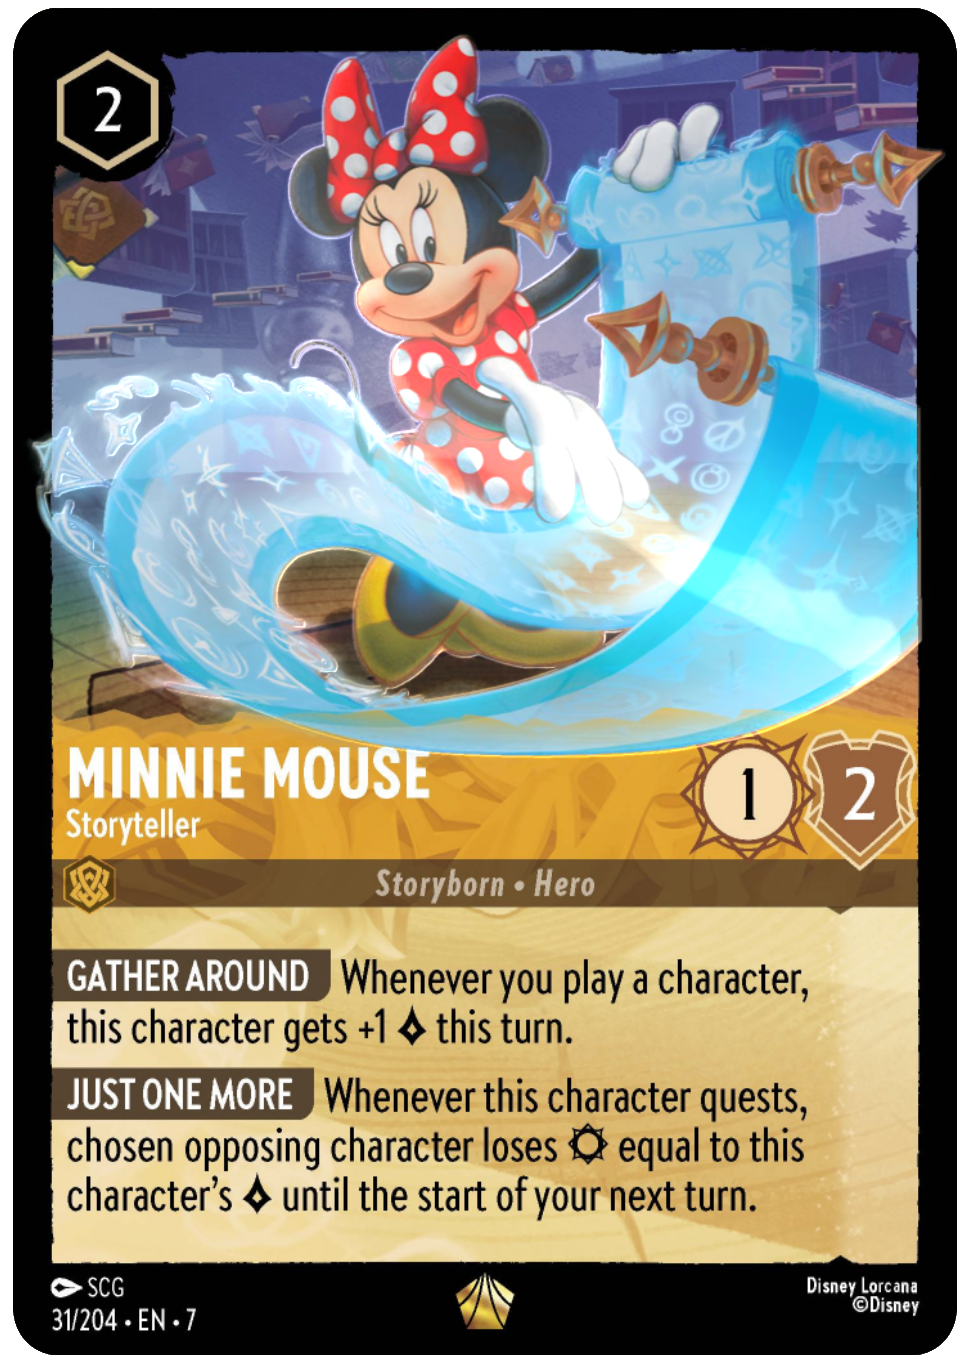 2
MINNIE MOUSE
Storyteller
1
2
Storyborn • Hero
GATHER AROUND Whenever you play a character,
this character gets +1 this turn.
JUST ONE MORE Whenever this character quests,
chosen opposing character loses equal to this
character's until the start of your next turn.
SCG
31/204 • EN • 7
Disney Lorcana
©Disney